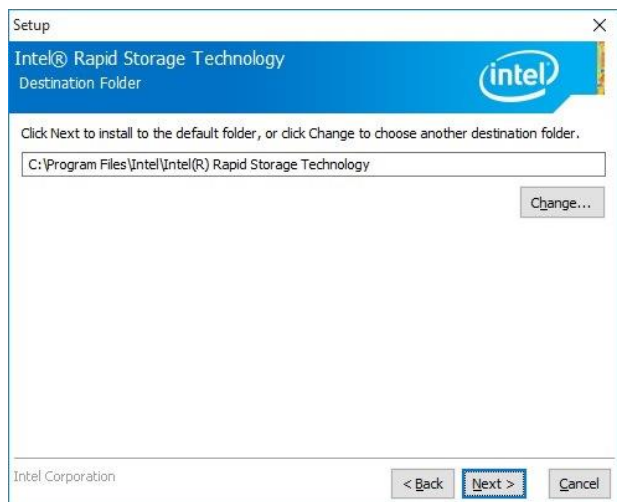 Setup
Intel® Rapid Storage Technology
Destination Folder
intel
Click Next to install to the default folder, or click Change to choose another destination folder.
C:\Program Files\Intel\Intel(R) Rapid Storage Technology
Change...
Intel Corporation
< Back
Next >
Cancel